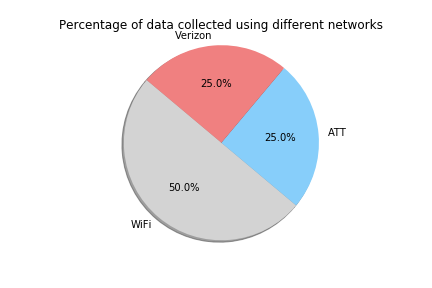 Percentage of data collected using different networks
Verizon
25.0%
25.0%
ATT
50.0%
WiFi